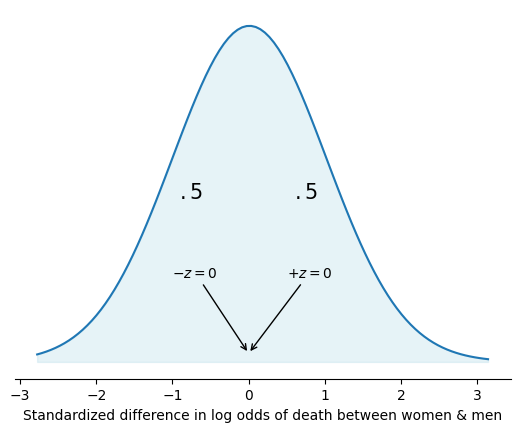 .5 .5
−z = 0 +z = 0
−3 −2 −1 0 1 2 3
Standardized difference in log odds of death between women & men